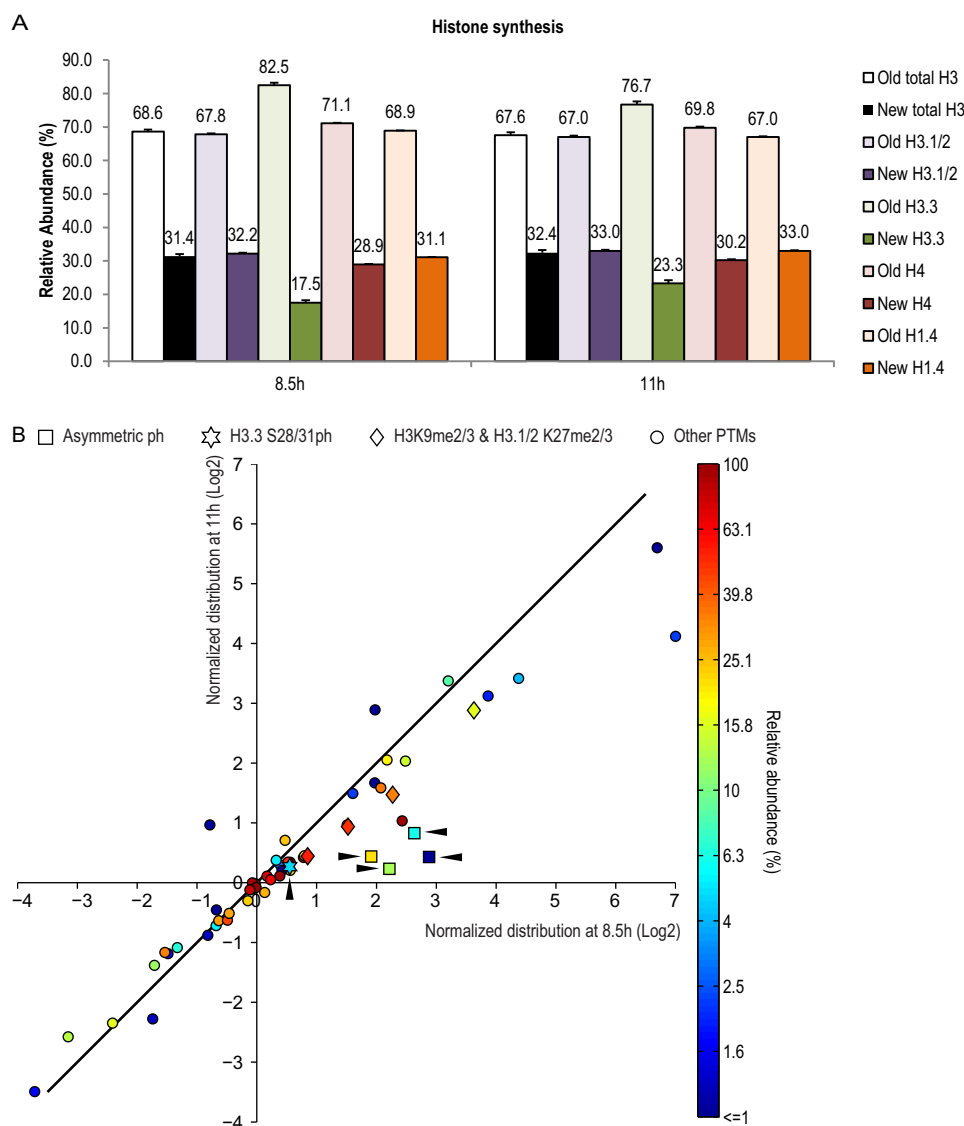 A
Histone synthesis
Relative Abundance (%)
90.0
80.0
70.0
60.0
50.0
40.0
30.0
20.0
10.0
0.0
68.6
31.4
67.8
32.2
82.5
17.5
71.1
28.9
68.9
31.1
67.6
32.4
67.0
33.0
76.7
23.3
69.8
30.2
67.0
33.0
8.5h
11h
Old total H3
New total H3
Old H3.1/2
New H3.1/2
Old H3.3
New H3.3
Old H4
New H4
Old H1.4
New H1.4
B
Asymmetric ph
H3.3 S28/31ph
H3K9me2/3 & H3.1/2 K27me2/3
Other PTMs
Normalized distribution at 11h (Log2)
7
6
5
4
3
2
1
0
−1
−2
−3
−4
−4
−3
−2
−1
0
1
2
3
4
5
6
7
Normalized distribution at 8.5h (Log2)
100
63.1
39.8
25.1
15.8
10
6.3
4
2.5
1.6
<=1
Relative abundance (%)